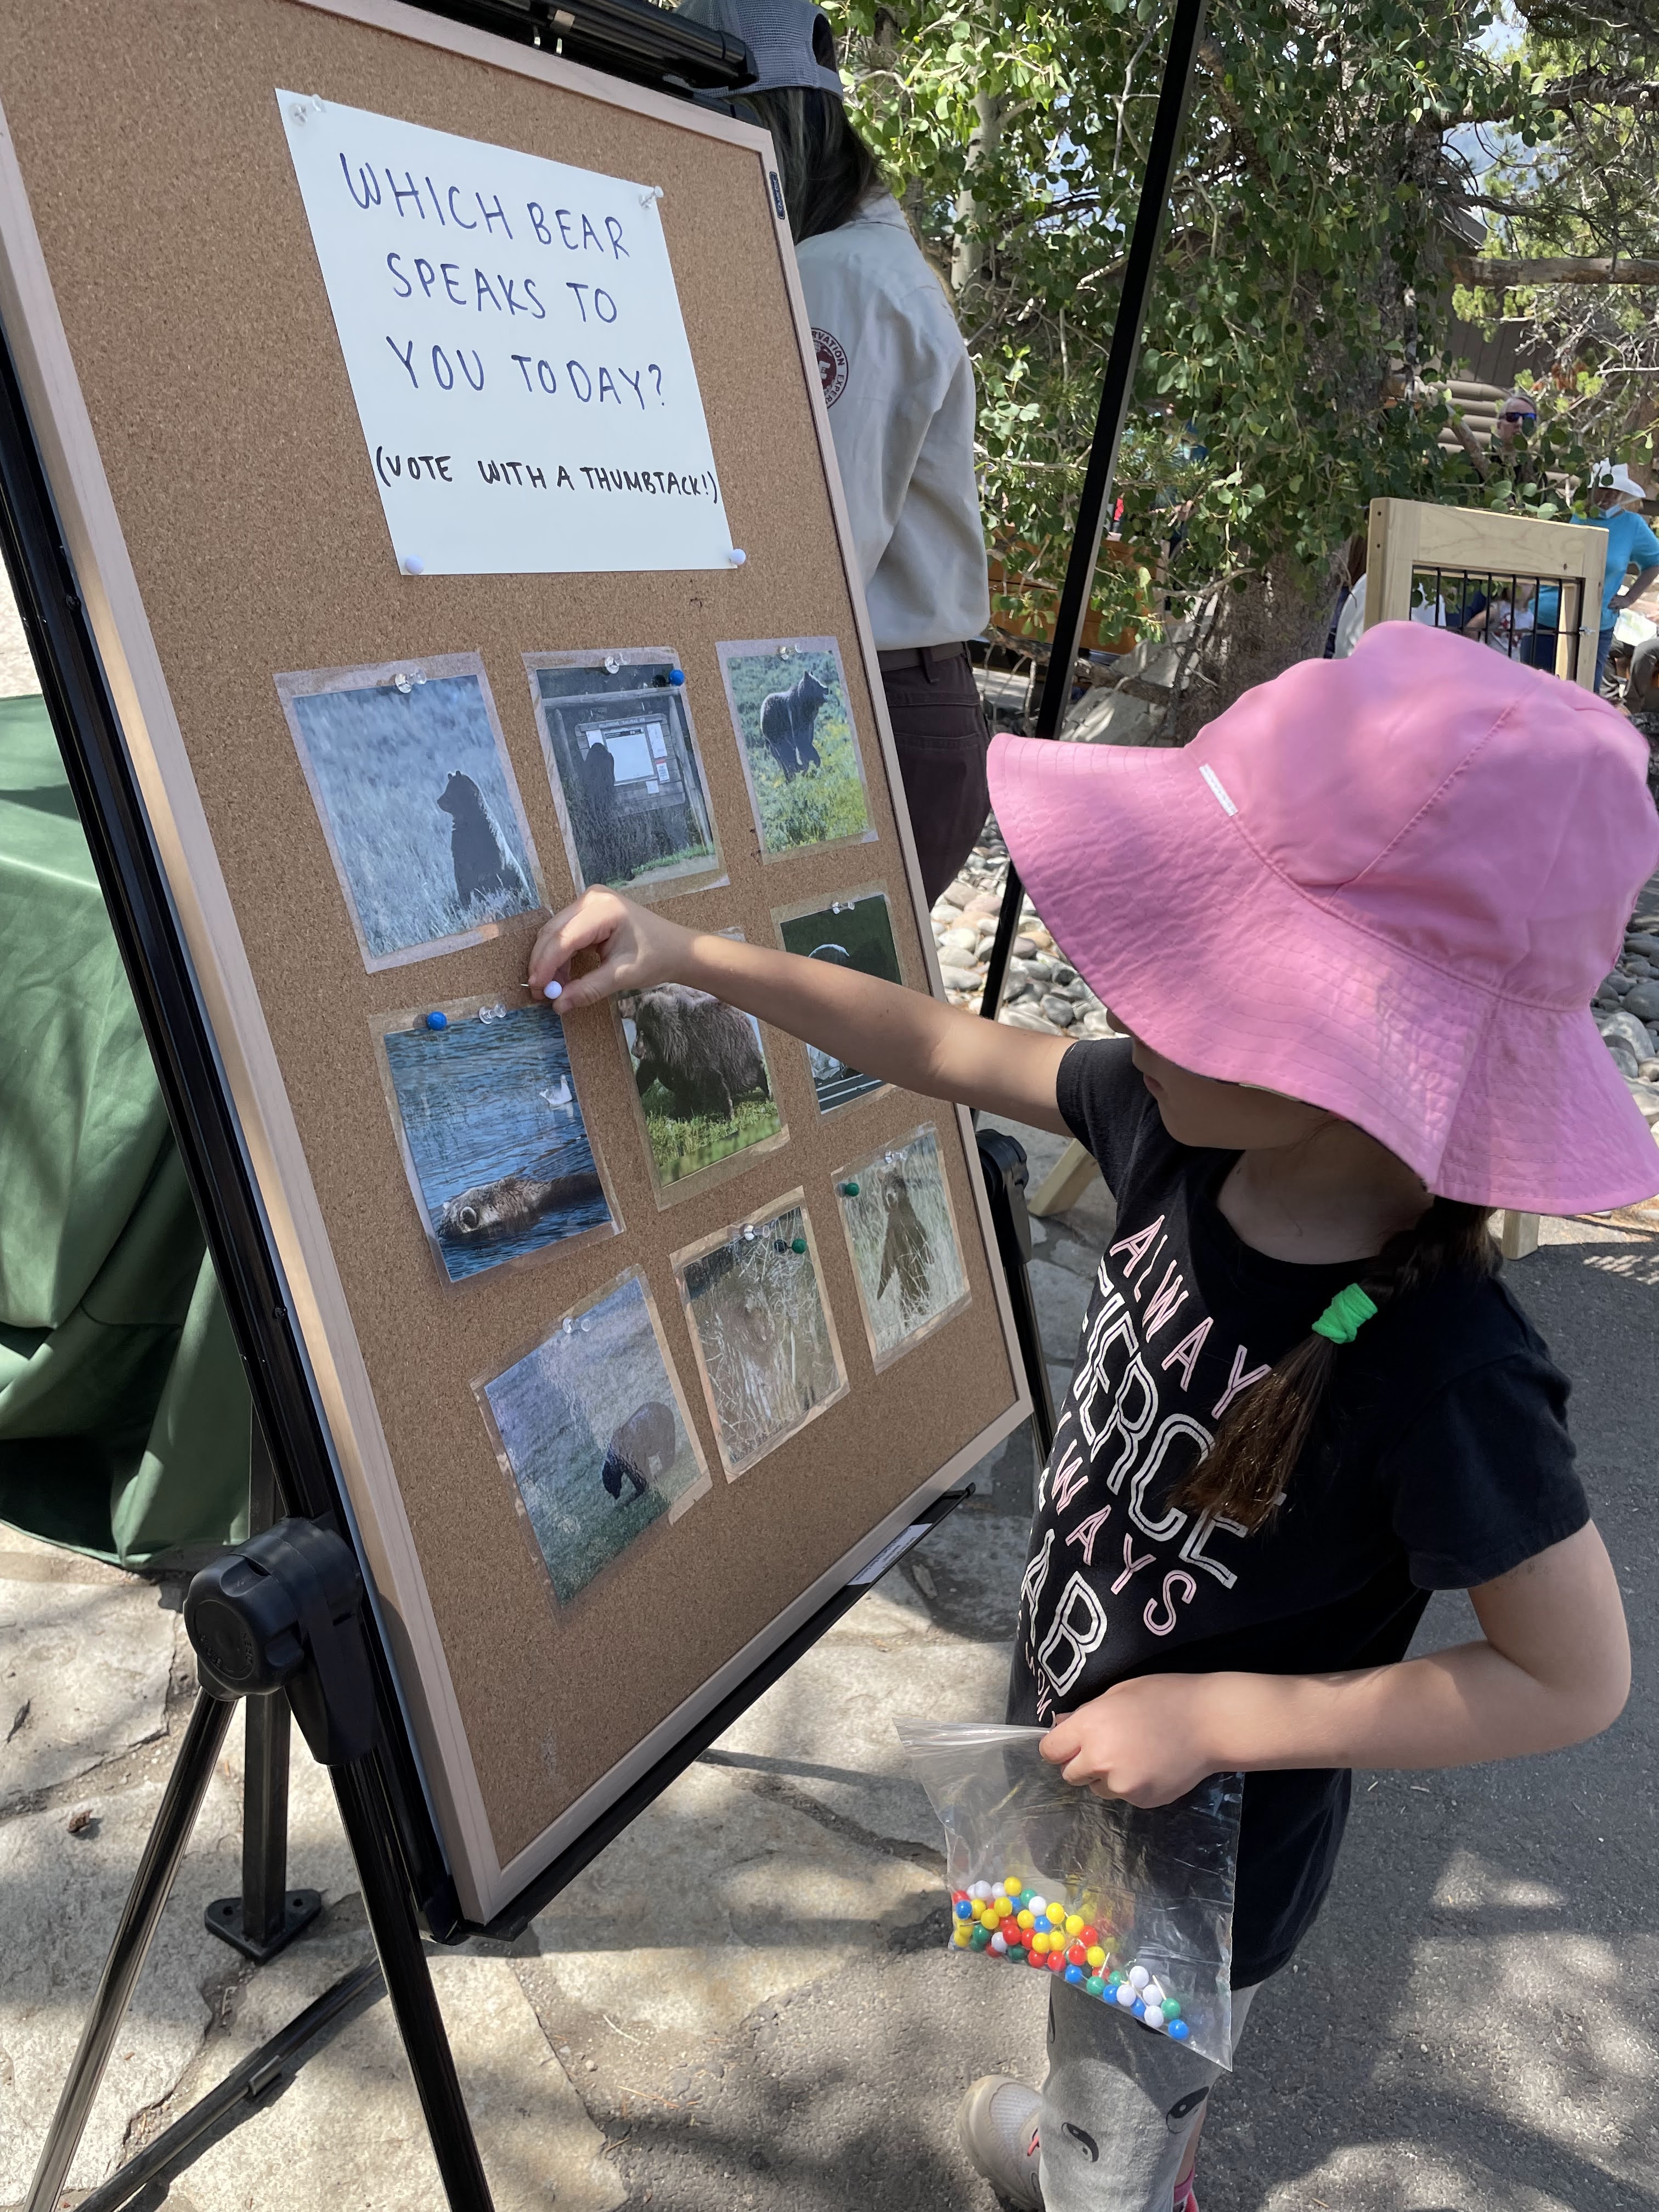 WHICH BEAR
SPEAKS TO
YOU TODAY?
(VOTE WITH A THUMBTACK!)
ALWAYS
FIERCE
ALWAYS
FAB